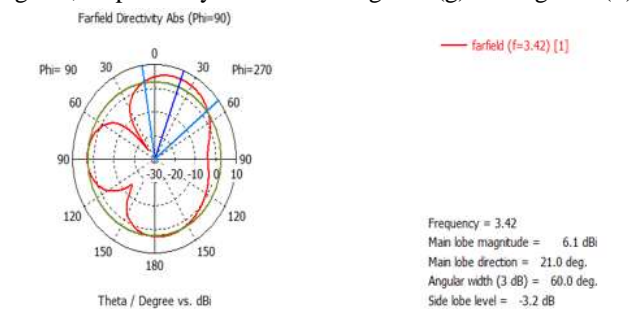 Farfield Directivity Abs (Phi=90)
farfield (f=3.42) [1]
Phi= 90 30 0 30 Phi=270
60 60
90 -30 -20 -10 0 10 90
120 120
150 150
180
Frequency = 3.42
Main lobe magnitude = 6.1 dBi
Main lobe direction = 21.0 deg.
Angular width (3 dB) = 60.0 deg.
Side lobe level = -3.2 dB
Theta / Degree vs. dBi